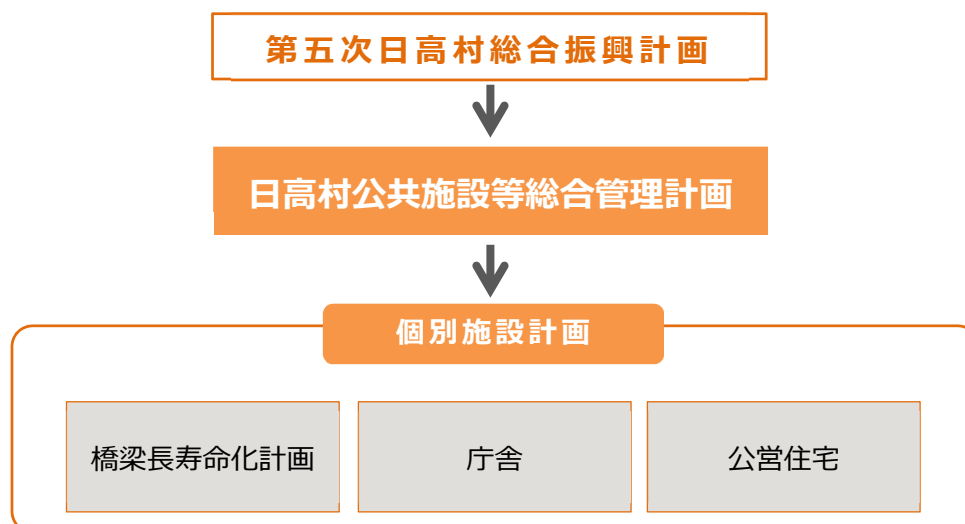 第五次日高村総合振興計画
日高村公共施設等総合管理計画
個別施設計画
橋梁長寿命化計画
庁舎
公営住宅